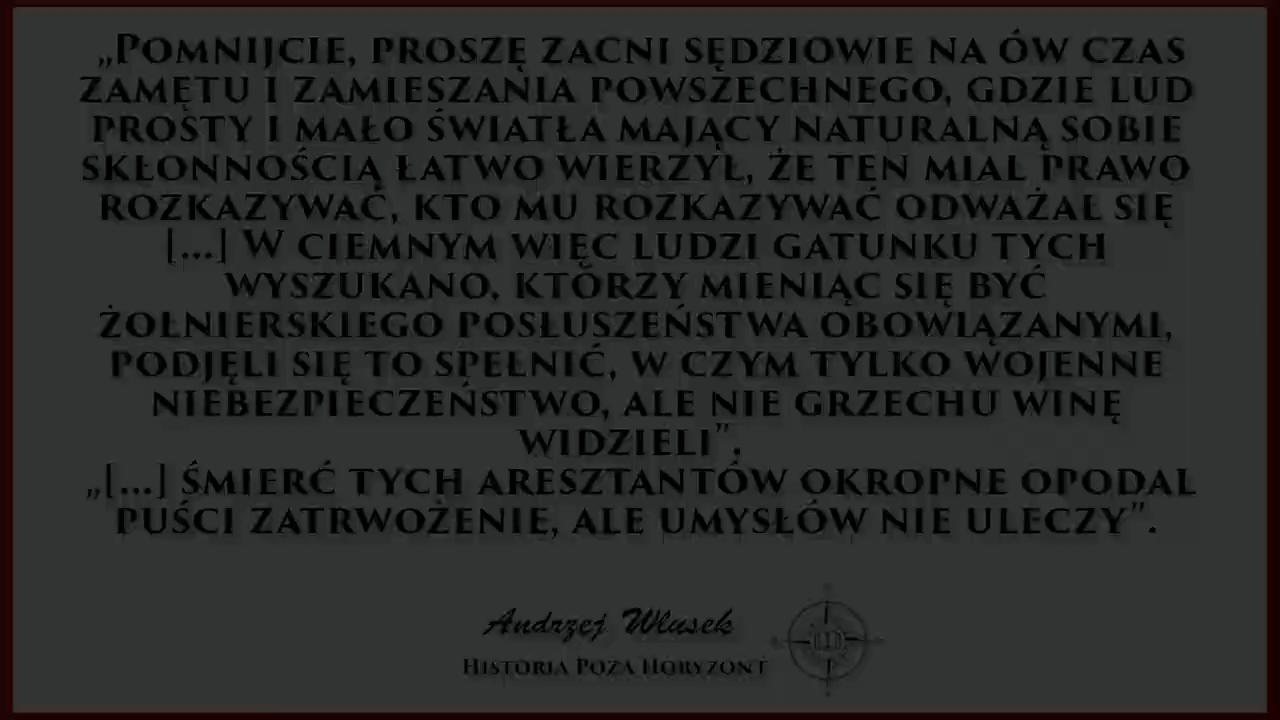 „Pomnijcie, proszę zacni sędziowie na ów czas
zamętu i zamieszania powszechnego, gdzie lud
prosty i mało światła mający naturalną sobie
skłonnością łatwo wierzył, że ten miał prawo
rozkazywać, kto mu rozkazywać odważał się
[...] W ciemnym więc ludzi gatunku tych
wyszukano, którzy mieniąc się być
żołnierskiego posłuszeństwa obowiązanymi,
podjęli się to spełnić, w czym tylko wojenne
niebezpieczeństwo, ale nie grzechu winę
widzieli”.
„[...] śmierć tych aresztantów okropne opodal
puści zatrwożenie, ale umysłów nie uleczy”.
Andrzej Włusek
Historia Poza Horyzont